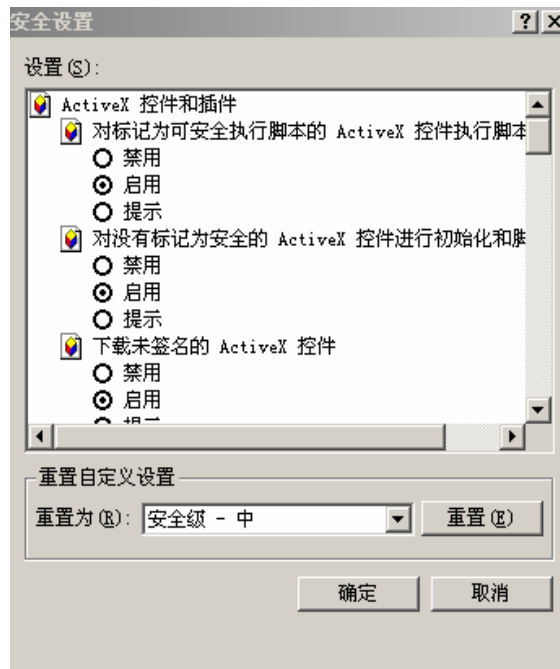 安全设置
设置(S):
ActiveX 控件和插件
对标记为可安全执行脚本的 ActiveX 控件执行脚本
禁用
启用
提示
对没有标记为安全的 ActiveX 控件进行初始化和脚
禁用
启用
提示
下载未签名的 ActiveX 控件
禁用
启用
重置自定义设置
重置为(R): 安全级 - 中 重置(E)
确定 取消